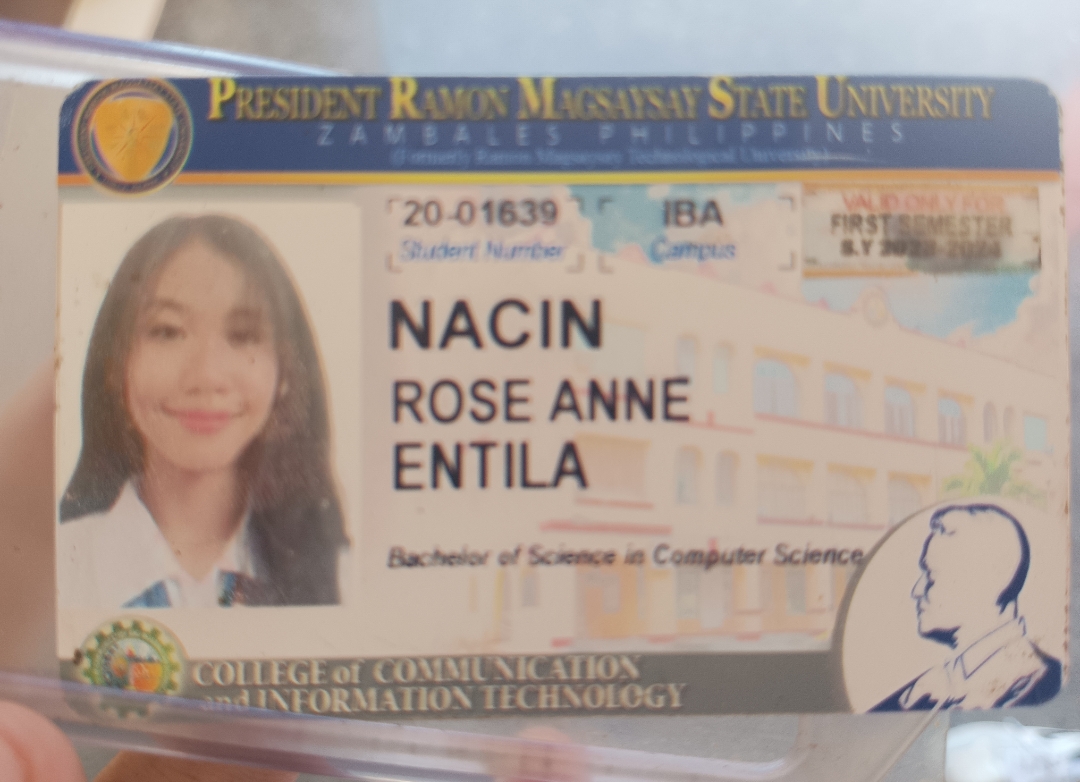 PRESIDENT RAMON MAGSAYSAY STATE UNIVERSITY
ZAMBALES PHILIPPINES
(Formerly Ramon Magsaysay Technological University)
20-01639
Student Number
IBA
Campus
VALID ONLY FOR
FIRST SEMESTER
S.Y
NACIN
ROSE ANNE
ENTILA
Bachelor of Science in Computer Science
COLLEGE of COMMUNICATION
and INFORMATION TECHNOLOGY